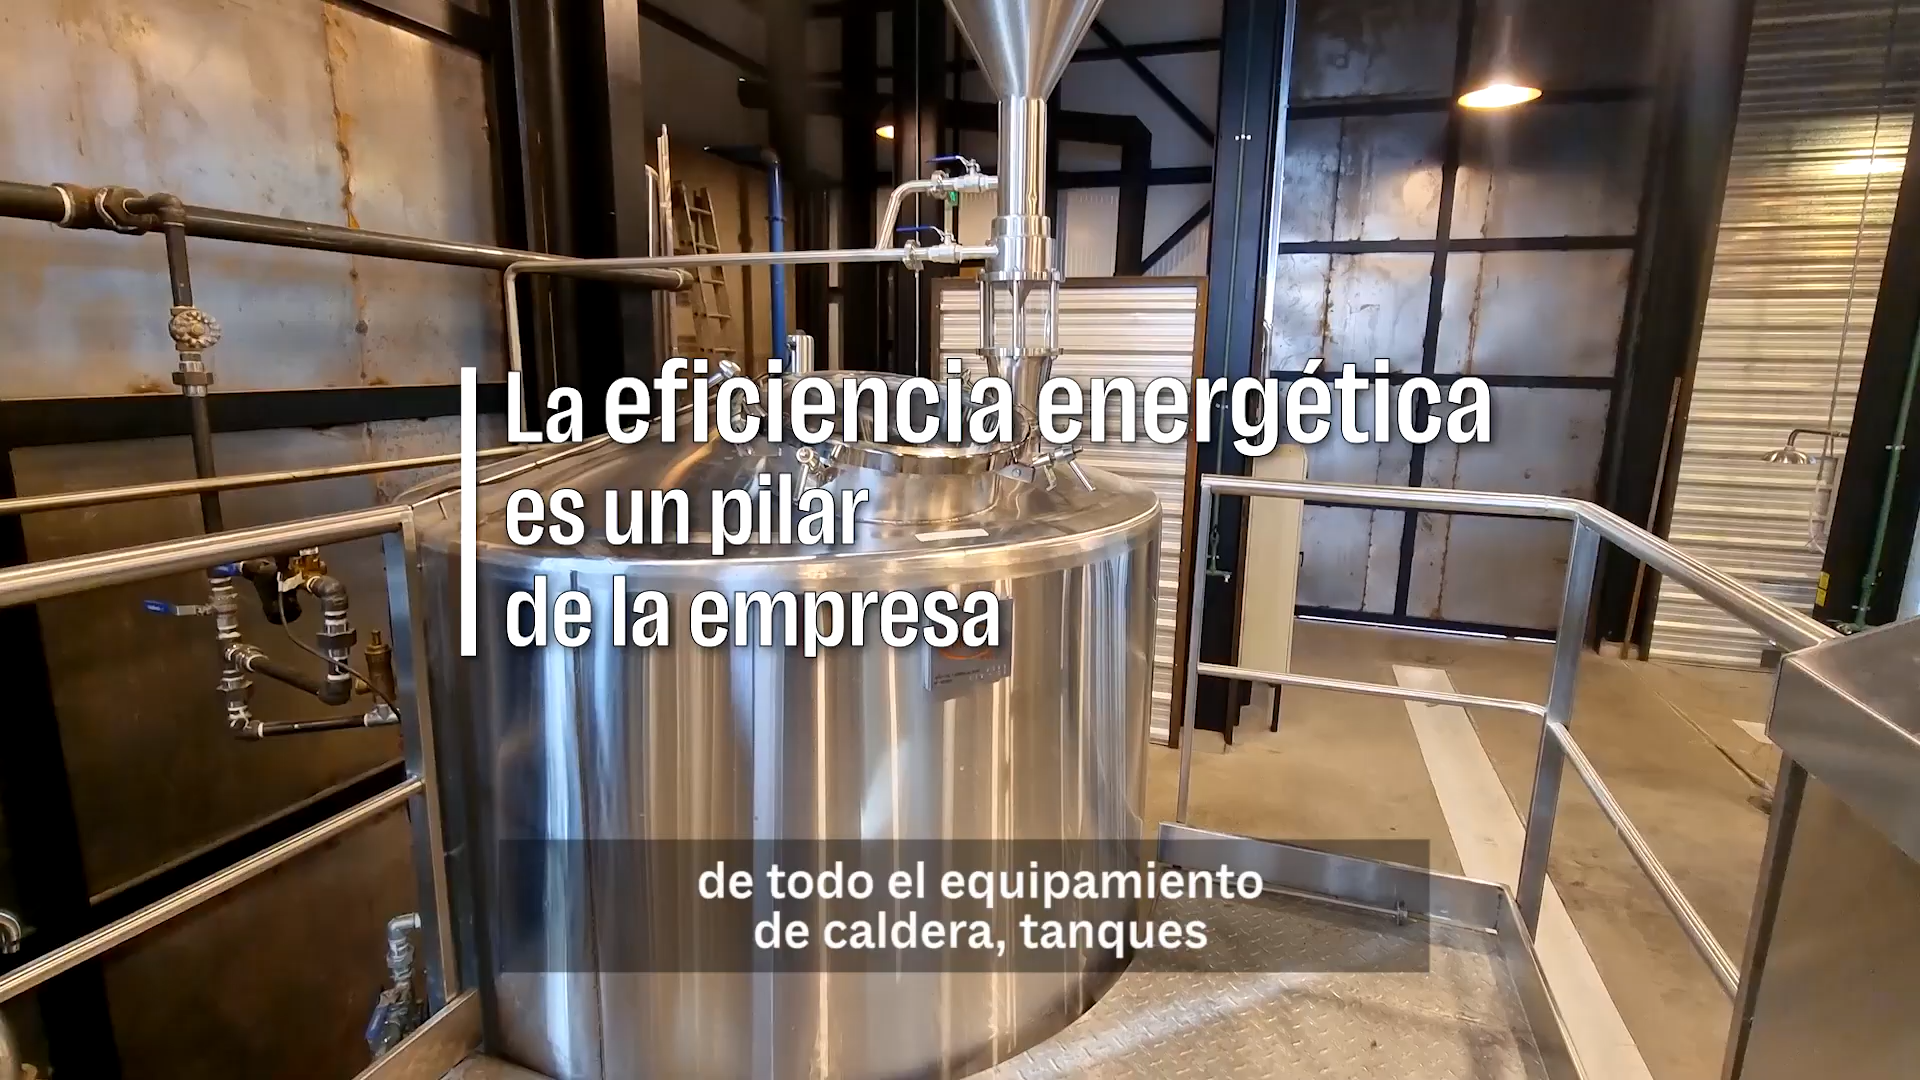 La eficiencia energética
es un pilar
de la empresa
de todo el equipamiento
de caldera, tanques